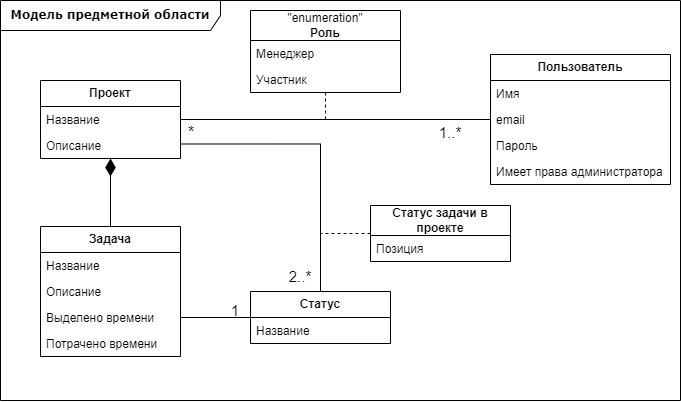 Модель предметной области
"enumeration"
Роль
Менеджер
Участник
Пользователь
Имя
email
Пароль
Имеет права администратора
Проект
Название
Описание
*
1..*
Статус задачи в
проекте
Позиция
Задача
Название
Описание
Выделено времени
Потрачено времени
2..*
1
Статус
Название